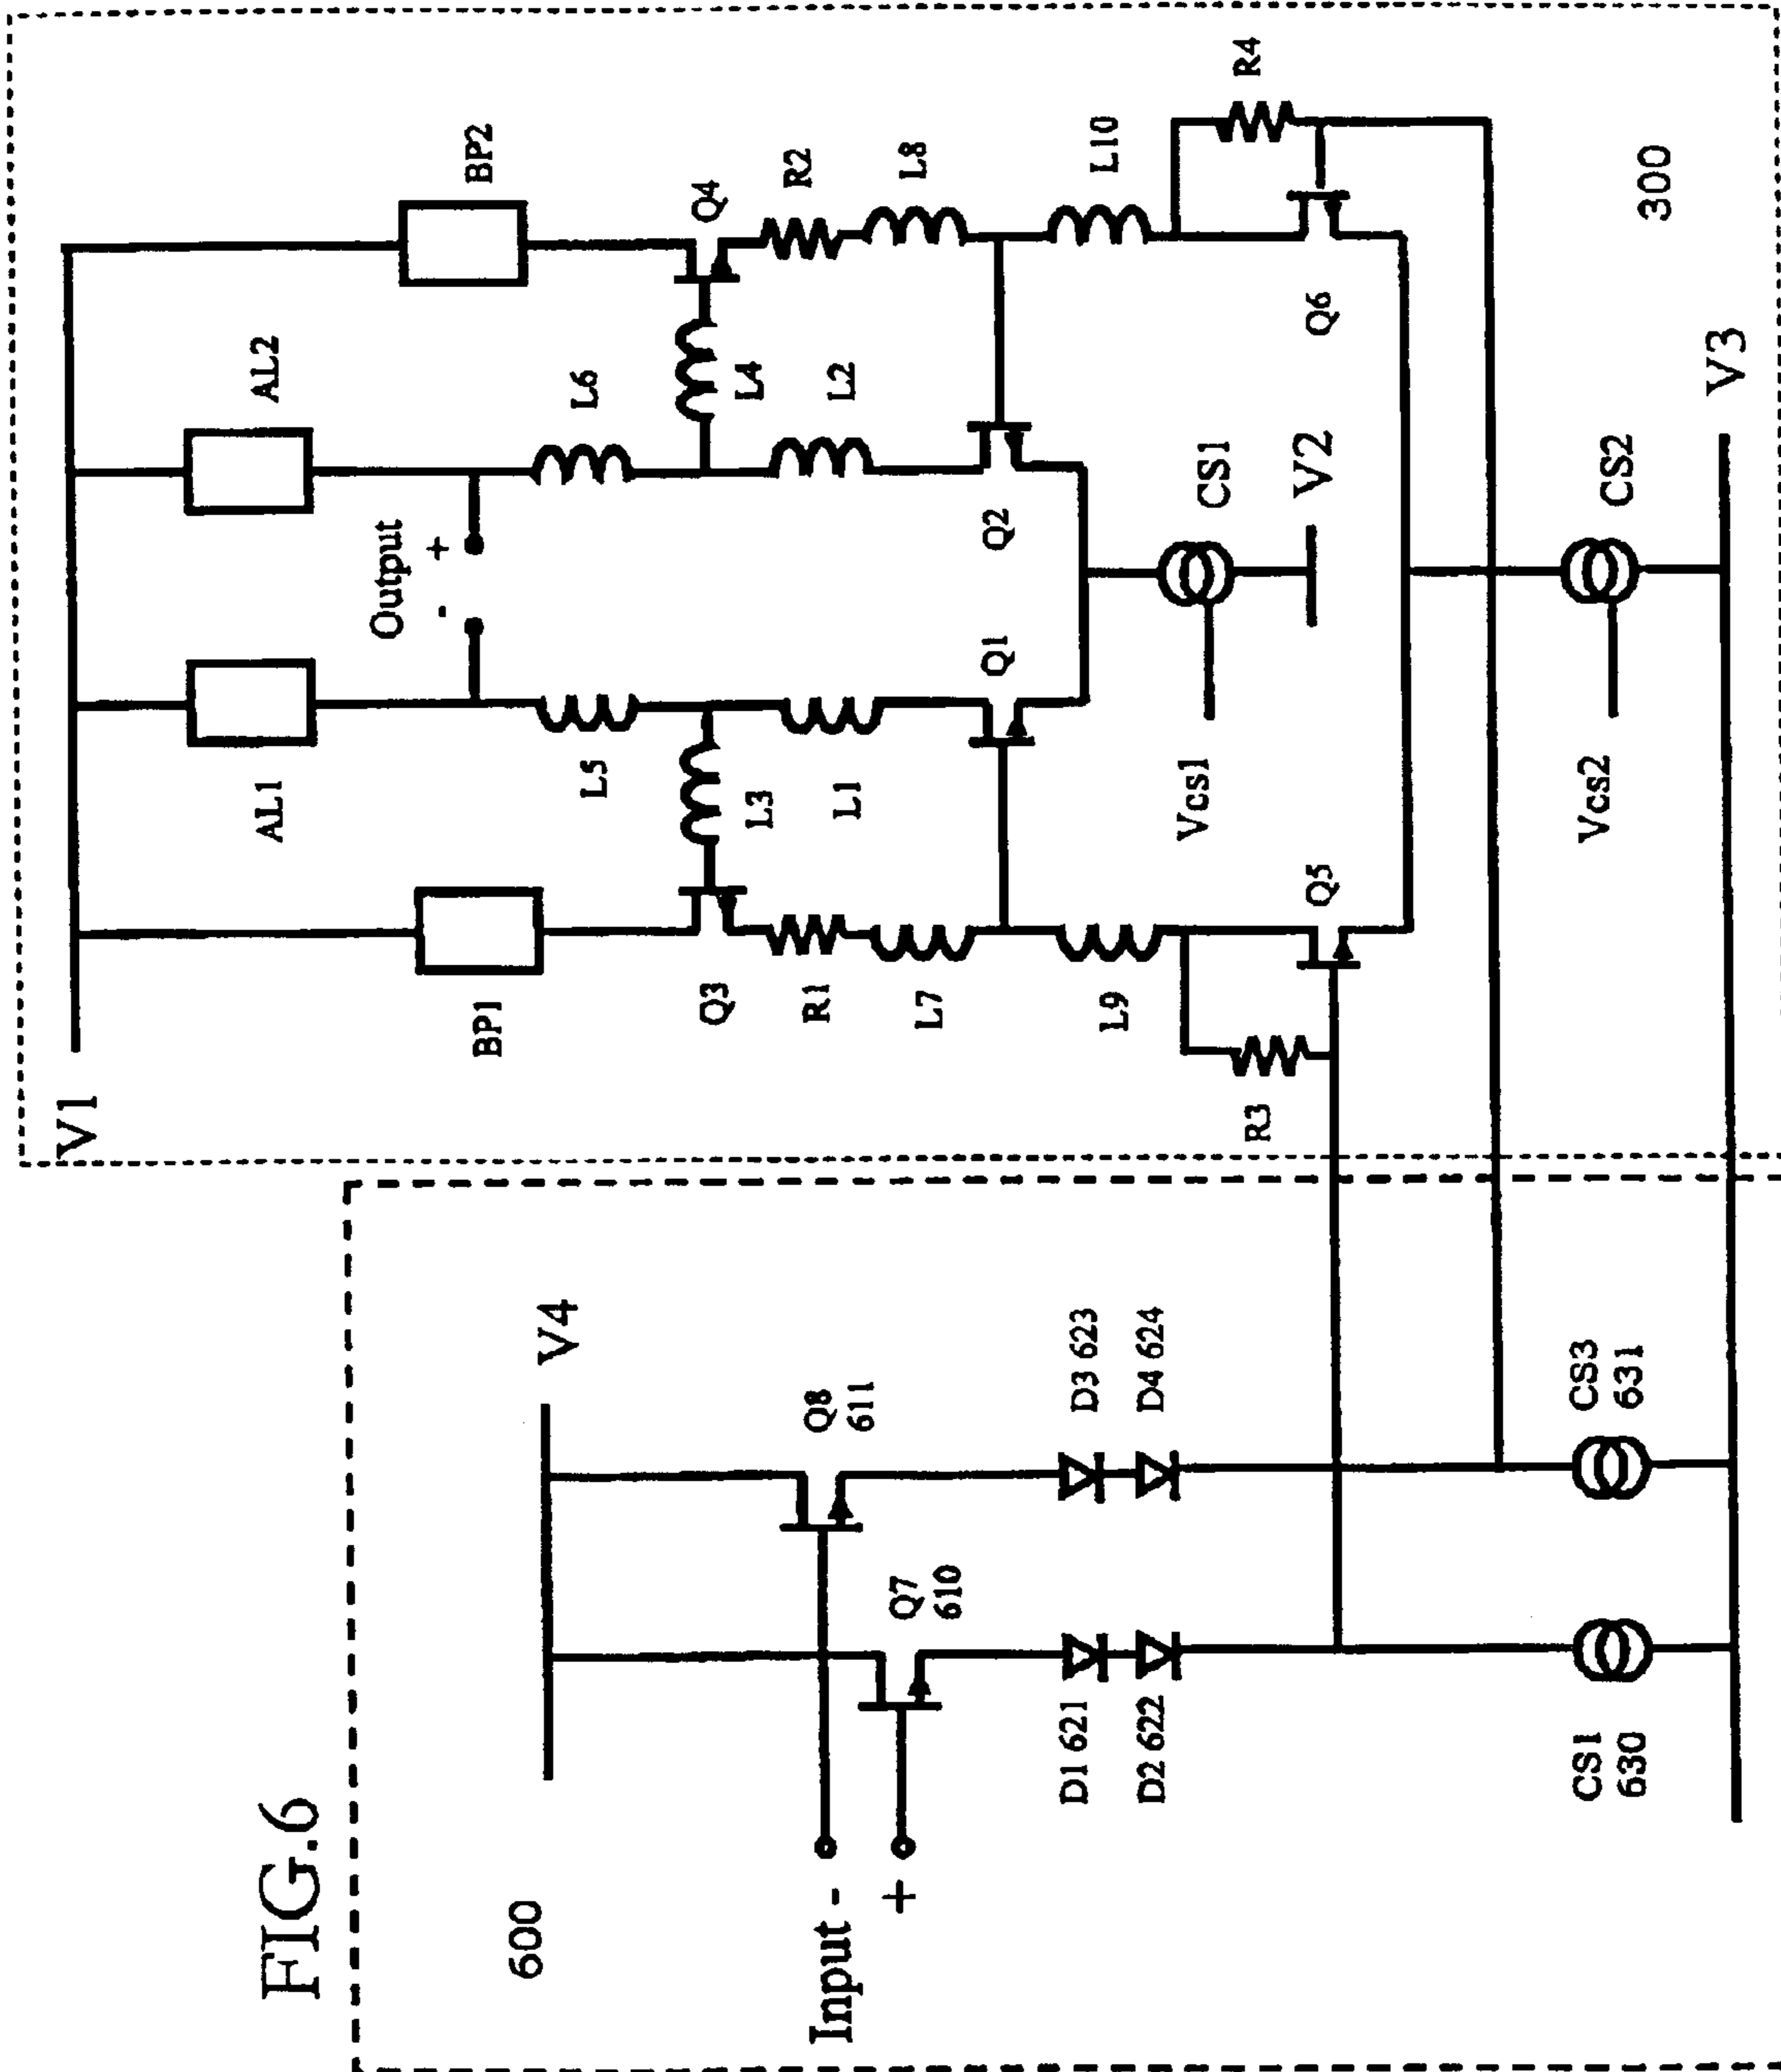 FIG.6
600
V4
Q8
611
Q7
610
Input -
+
D1 621
D2 622
D3 623
D4 624
CS1
630
CS3
631
V1
BP1
AL1
AL2
BP2
Output
- +
L5
L6
Q3
L3
L4
Q4
R1
L1
L2
R2
L7
L8
Q1
Q2
L9
L10
Vcs1
CS1
V2
R3
Q5
Q6
R4
Vcs2
CS2
V3
300